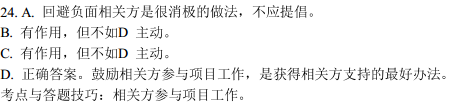 24. A. 回避负面相关方是很消极的做法，不应提倡。
B. 有作用，但不如D 主动。
C. 有作用，但不如D 主动。
D. 正确答案。鼓励相关方参与项目工作，是获得相关方支持的最好办法。
考点与答题技巧：相关方参与项目工作。